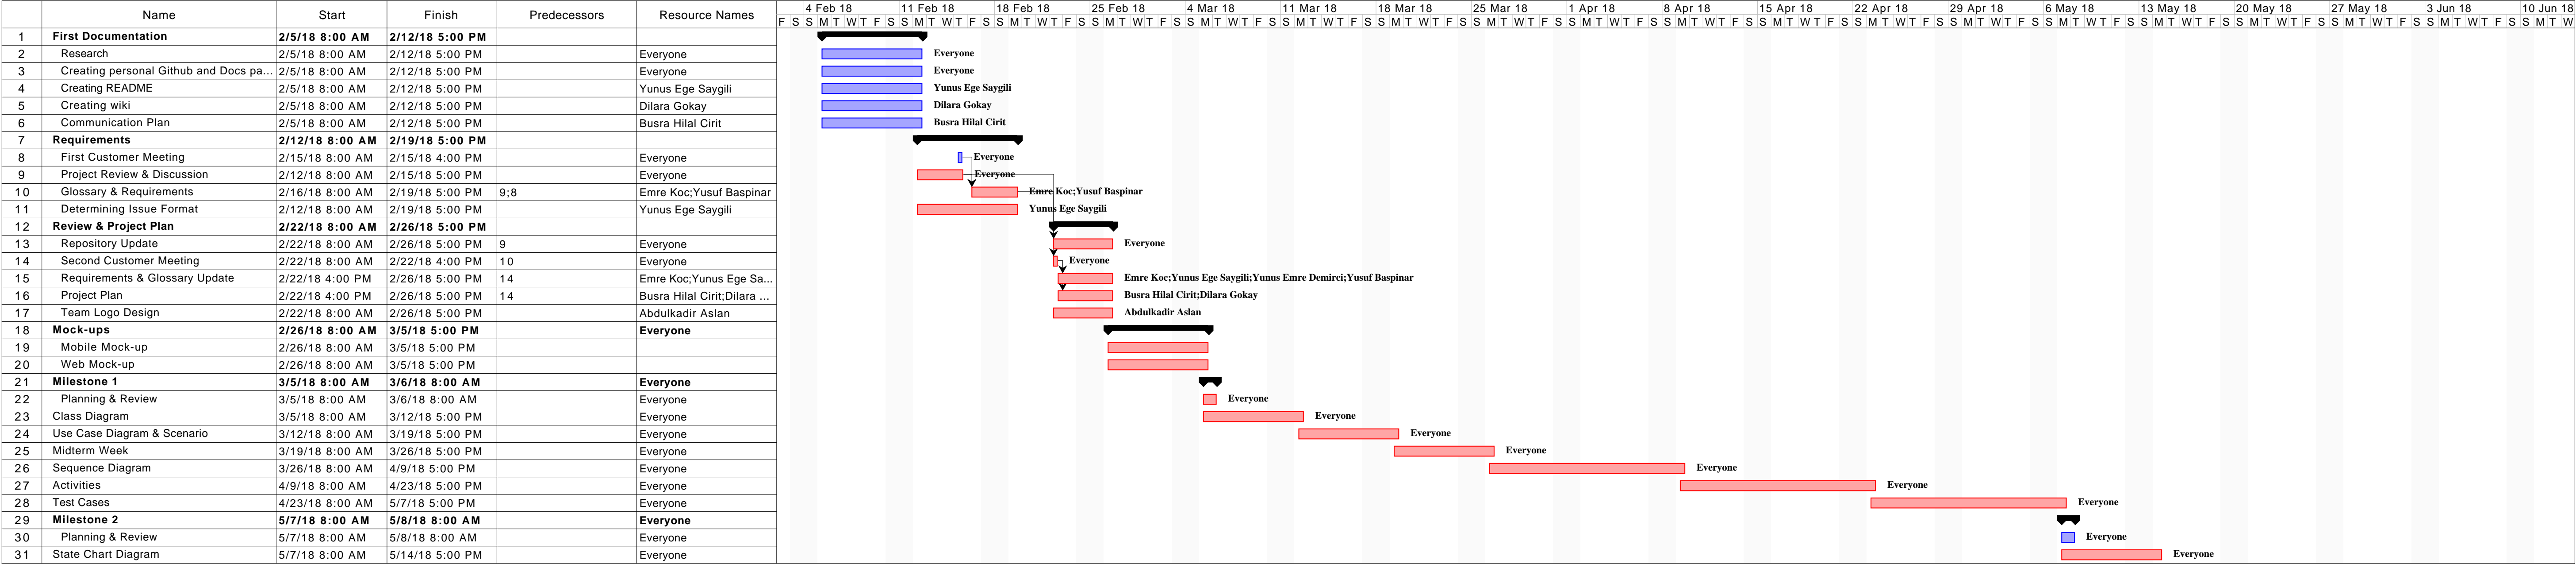 Name Start Finish Predecessors Resource Names 4 Feb 18 11 Feb 18 18 Feb 18 25 Feb 18 4 Mar 18 11 Mar 18 18 Mar 18 25 Mar 18 1 Apr 18 8 Apr 18 15 Apr 18 22 Apr 18 29 Apr 18 6 May 18 13 May 18 20 May 18 27 May 18 3 Jun 18 10 Jun 18
F S S M T W T F S S M T W T F S S M T W T F S S M T W T F S S M T W T F S S M T W T F S S M T W T F S S M T W T F S S M T W T F S S M T W T F S S M T W T F S S M T W T F S S M T W T F S S M T W T F S S M T W T F S S M T W T F S S M T W T F S S M T W T F S S M T W
1 First Documentation 2/5/18 8:00 AM 2/12/18 5:00 PM
2 Research 2/5/18 8:00 AM 2/12/18 5:00 PM Everyone Everyone
3 Creating personal Github and Docs pa... 2/5/18 8:00 AM 2/12/18 5:00 PM Everyone Everyone
4 Creating README 2/5/18 8:00 AM 2/12/18 5:00 PM Yunus Ege Saygili Yunus Ege Saygili
5 Creating wiki 2/5/18 8:00 AM 2/12/18 5:00 PM Dilara Gokay Dilara Gokay
6 Communication Plan 2/5/18 8:00 AM 2/12/18 5:00 PM Busra Hilal Cirit Busra Hilal Cirit
7 Requirements 2/12/18 8:00 AM 2/19/18 5:00 PM
8 First Customer Meeting 2/15/18 8:00 AM 2/15/18 4:00 PM Everyone Everyone
9 Project Review & Discussion 2/12/18 8:00 AM 2/15/18 5:00 PM Everyone Everyone
10 Glossary & Requirements 2/16/18 8:00 AM 2/19/18 5:00 PM 9;8 Emre Koc;Yusuf Baspinar Emre Koc;Yusuf Baspinar
11 Determining Issue Format 2/12/18 8:00 AM 2/19/18 5:00 PM Yunus Ege Saygili Yunus Ege Saygili
12 Review & Project Plan 2/22/18 8:00 AM 2/26/18 5:00 PM
13 Repository Update 2/22/18 8:00 AM 2/26/18 5:00 PM 9 Everyone Everyone
14 Second Customer Meeting 2/22/18 8:00 AM 2/22/18 4:00 PM 10 Everyone Everyone
15 Requirements & Glossary Update 2/22/18 4:00 PM 2/26/18 5:00 PM 14 Emre Koc;Yunus Ege Sa... Emre Koc;Yunus Ege Saygili;Yunus Emre Demirci;Yusuf Baspinar
16 Project Plan 2/22/18 4:00 PM 2/26/18 5:00 PM 14 Busra Hilal Cirit;Dilara ... Busra Hilal Cirit;Dilara Gokay
17 Team Logo Design 2/22/18 8:00 AM 2/26/18 5:00 PM Abdulkadir Aslan Abdulkadir Aslan
18 Mock-ups 2/26/18 8:00 AM 3/5/18 5:00 PM Everyone
19 Mobile Mock-up 2/26/18 8:00 AM 3/5/18 5:00 PM
20 Web Mock-up 2/26/18 8:00 AM 3/5/18 5:00 PM
21 Milestone 1 3/5/18 8:00 AM 3/6/18 8:00 AM Everyone
22 Planning & Review 3/5/18 8:00 AM 3/6/18 8:00 AM Everyone Everyone
23 Class Diagram 3/5/18 8:00 AM 3/12/18 5:00 PM Everyone Everyone
24 Use Case Diagram & Scenario 3/12/18 8:00 AM 3/19/18 5:00 PM Everyone Everyone
25 Midterm Week 3/19/18 8:00 AM 3/26/18 5:00 PM Everyone Everyone
26 Sequence Diagram 3/26/18 8:00 AM 4/9/18 5:00 PM Everyone Everyone
27 Activities 4/9/18 8:00 AM 4/23/18 5:00 PM Everyone Everyone
28 Test Cases 4/23/18 8:00 AM 5/7/18 5:00 PM Everyone Everyone
29 Milestone 2 5/7/18 8:00 AM 5/8/18 8:00 AM Everyone
30 Planning & Review 5/7/18 8:00 AM 5/8/18 8:00 AM Everyone Everyone
31 State Chart Diagram 5/7/18 8:00 AM 5/14/18 5:00 PM Everyone Everyone